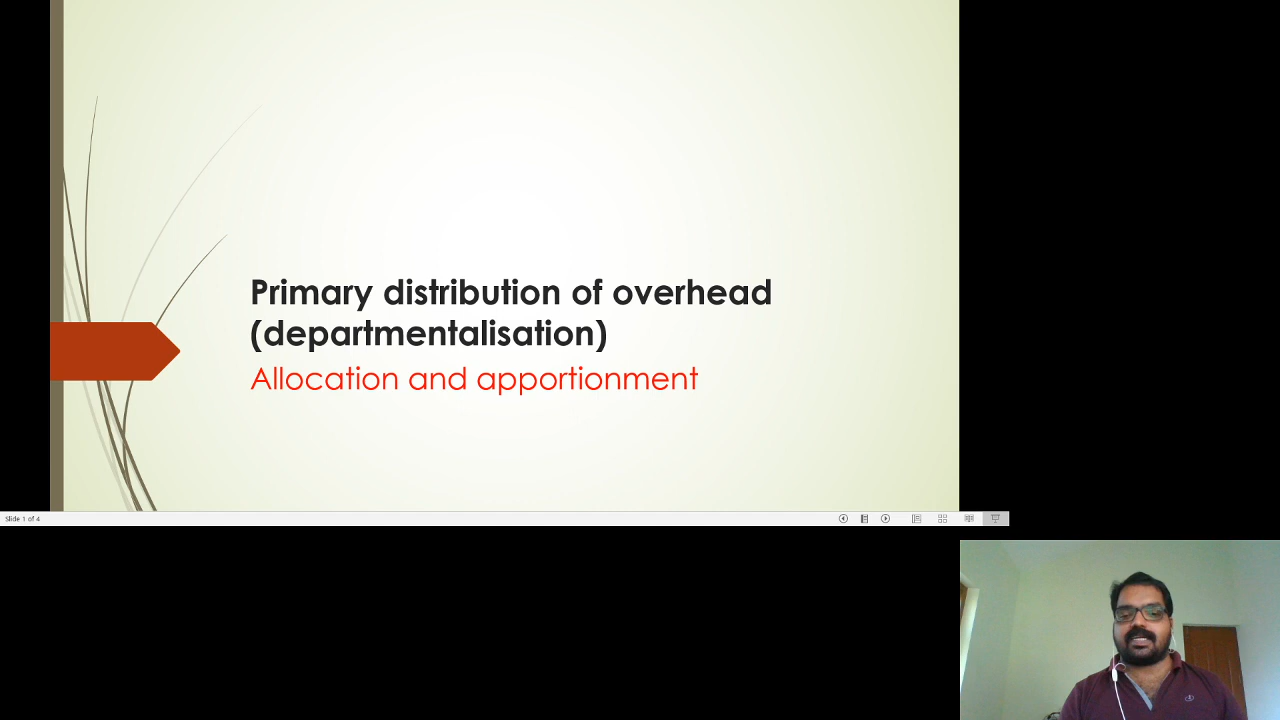 Primary distribution of overhead
(departmentalisation)
Allocation and apportionment
Slide 1 of 4